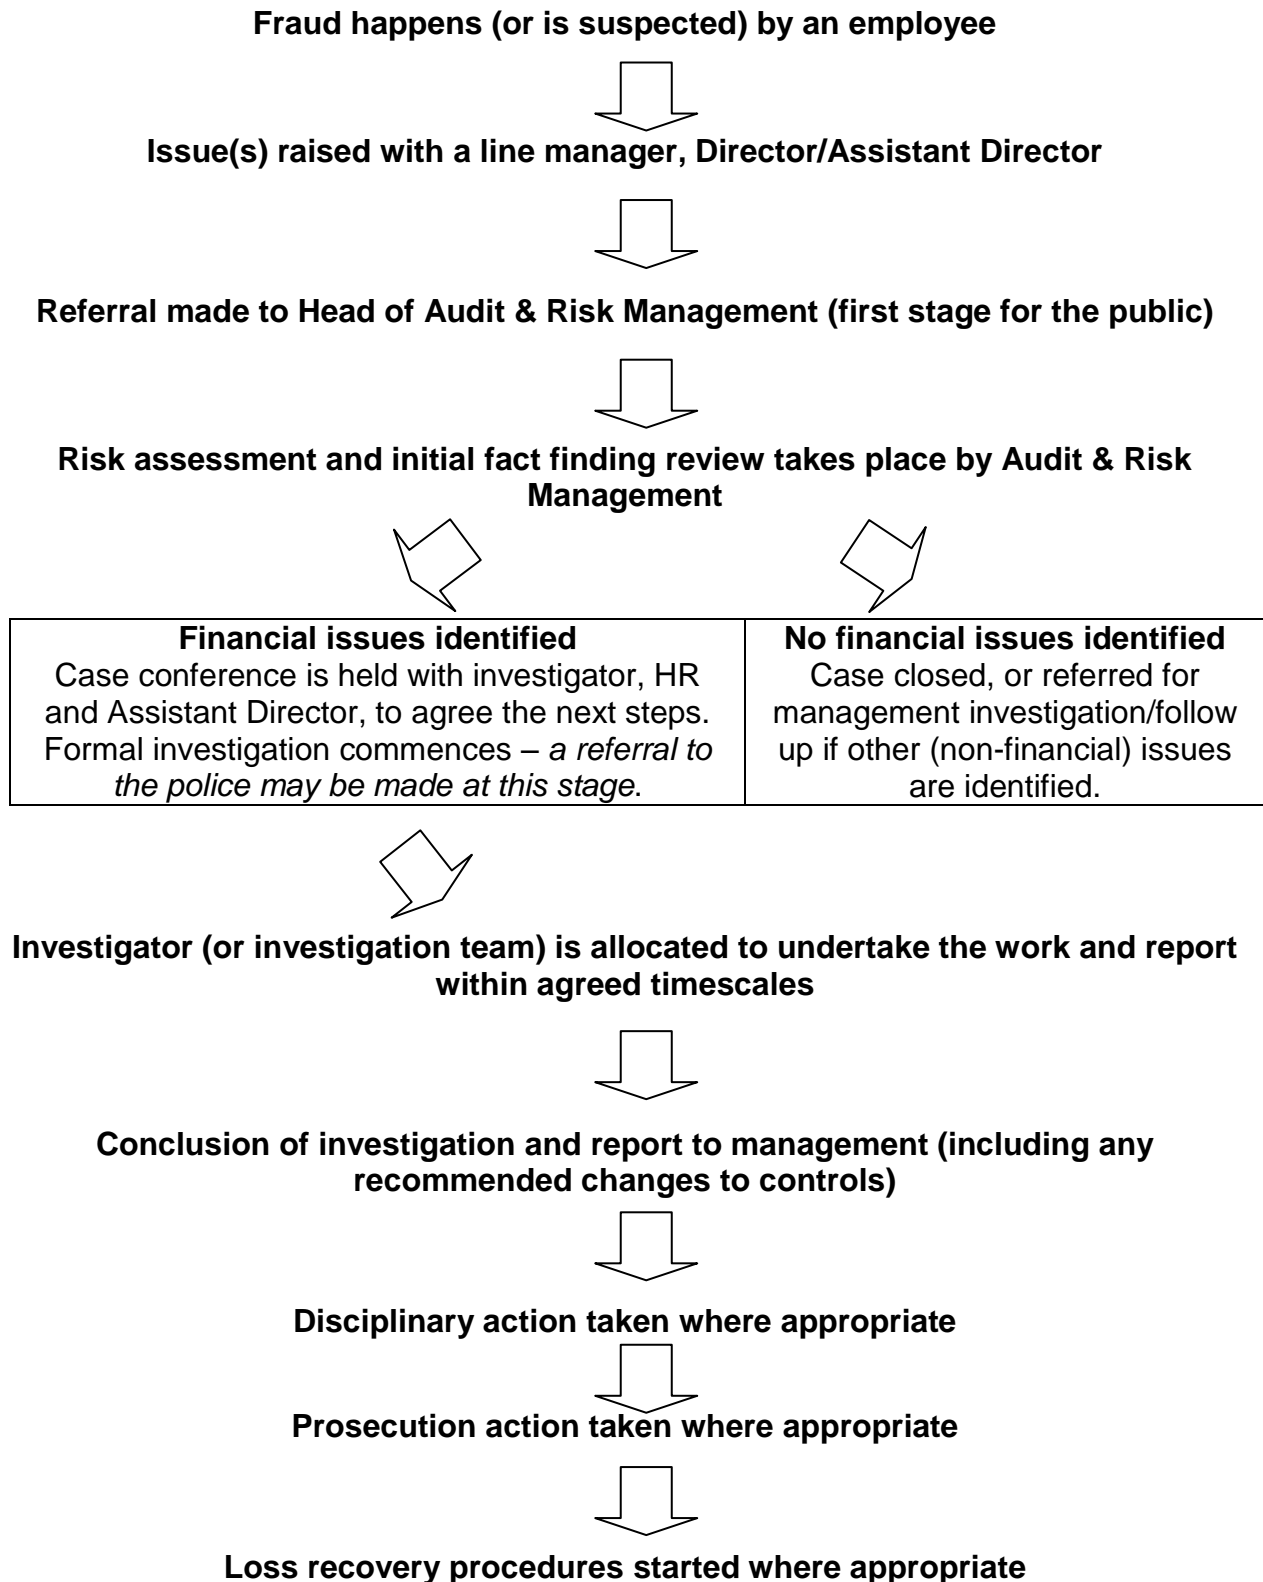 Fraud happens (or is suspected) by an employee
Issue(s) raised with a line manager, Director/Assistant Director
Referral made to Head of Audit & Risk Management (first stage for the public)
Risk assessment and initial fact finding review takes place by Audit & Risk
Management
Financial issues identified
Case conference is held with investigator, HR
and Assistant Director, to agree the next steps.
Formal investigation commences – a referral to
the police may be made at this stage.
No financial issues identified
Case closed, or referred for
management investigation/follow
up if other (non-financial) issues
are identified.
Investigator (or investigation team) is allocated to undertake the work and report
within agreed timescales
Conclusion of investigation and report to management (including any
recommended changes to controls)
Disciplinary action taken where appropriate
Prosecution action taken where appropriate
Loss recovery procedures started where appropriate